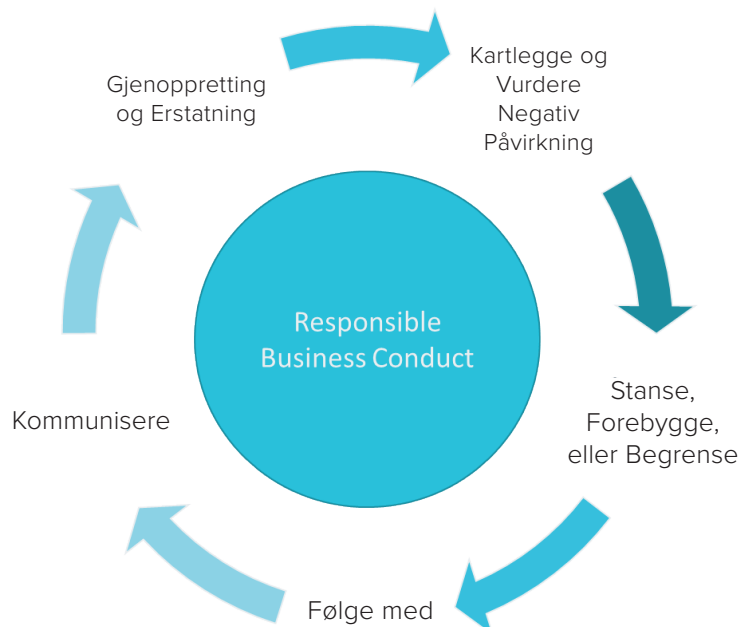 Gjenoppretting
og Erstatning
Kartlegge og
Vurdere
Negativ
Påvirkning
Responsible
Business Conduct
Stanse,
Forebygge,
eller Begrense
Kommunisere
Følge med